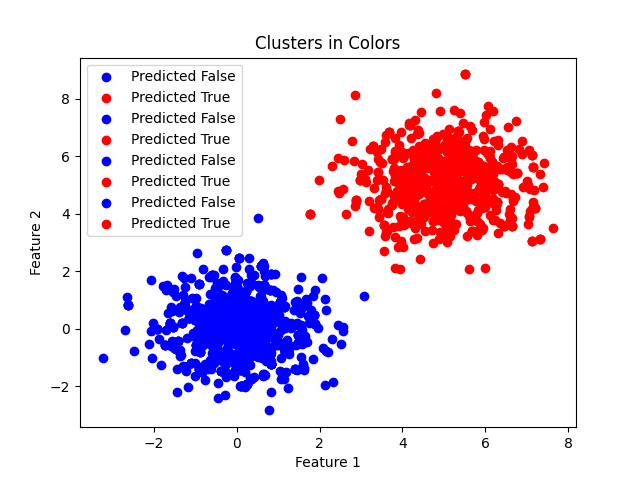 Clusters in Colors
Predicted False
Predicted True
Predicted False
Predicted True
Predicted False
Predicted True
Predicted False
Predicted True
8
6
4
2
0
−2
Feature 2
−2 0 2 4 6 8
Feature 1